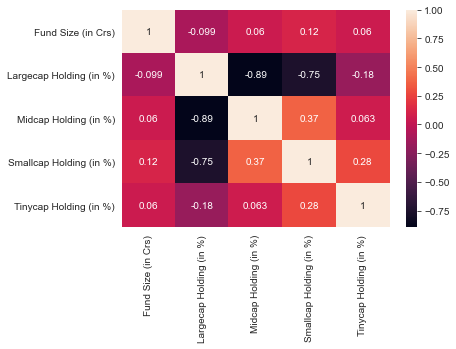 Fund Size (in Crs) 1 -0.099 0.06 0.12 0.06
Largecap Holding (in %) -0.099 1 -0.89 -0.75 -0.18
Midcap Holding (in %) 0.06 -0.89 1 0.37 0.063
Smallcap Holding (in %) 0.12 -0.75 0.37 1 0.28
Tinycap Holding (in %) 0.06 -0.18 0.063 0.28 1
Fund Size (in Crs)
Largecap Holding (in %)
Midcap Holding (in %)
Smallcap Holding (in %)
Tinycap Holding (in %)
1.00
0.75
0.50
0.25
0.00
−0.25
−0.50
−0.75